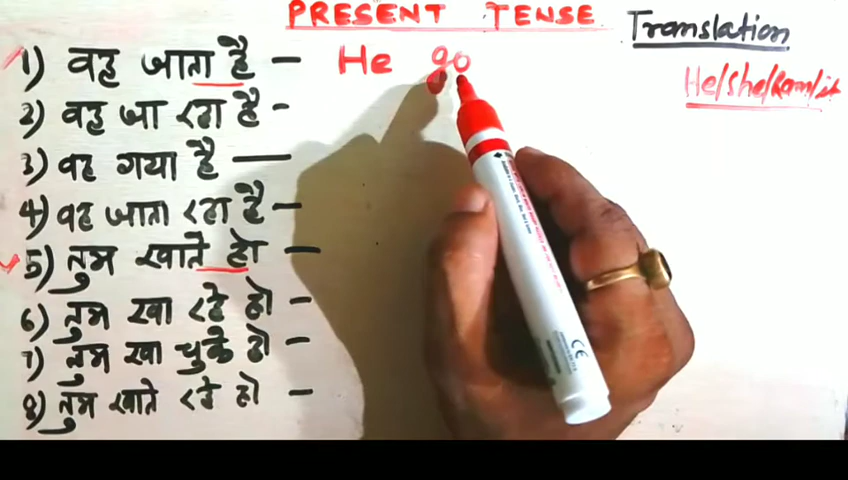 PRESENT TENSE Translation
1) वह जाता है — He go
He/She/Ram/it
2) वह जा रहा है -
3) वह गया है —
4) वह जाता रहा है —
5) तुम खाते हो —
6) तुम खा रहे हो -
7) तुम खा चुके हो -
8) तुम खाते रहे हो —